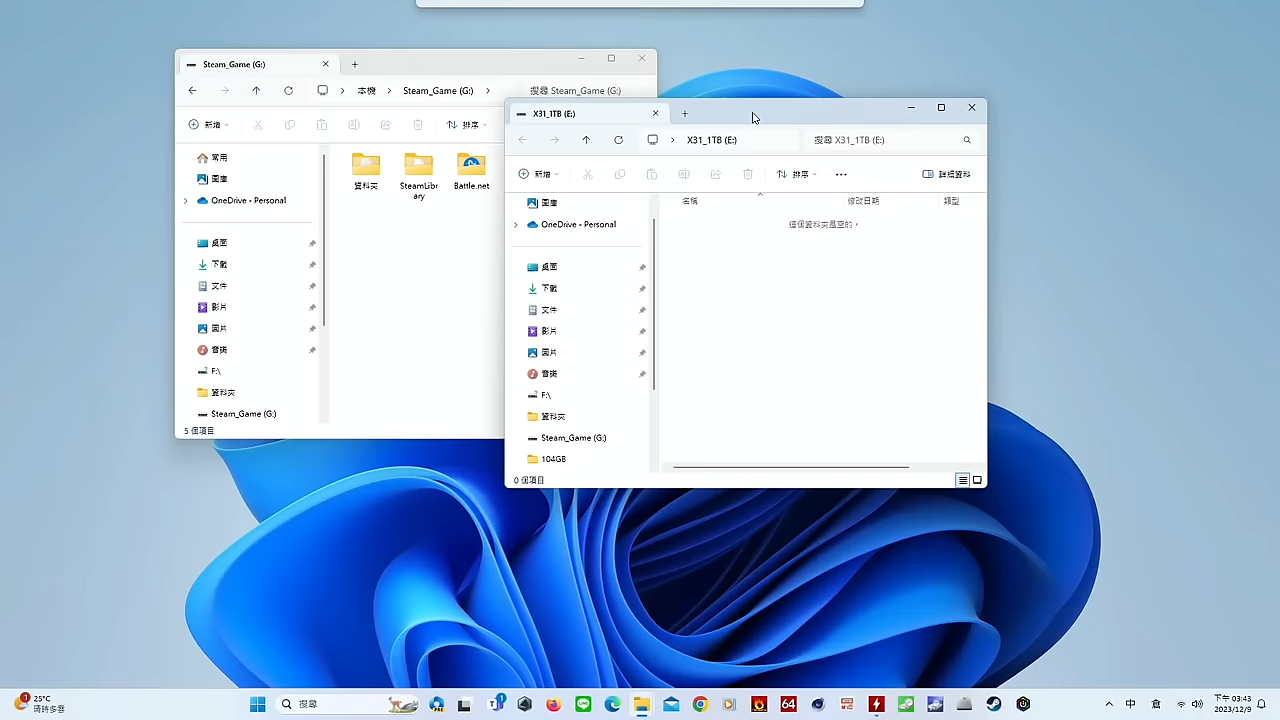 Steam_Game (G:)
本機
Steam_Game (G:)
搜尋 Steam_Game (G:)
新增
排序
常用
圖庫
OneDrive - Personal
桌面
下載
文件
影片
圖片
音樂
F:\
資料夾
Steam_Game (G:)
5 個項目
資料夾
SteamLibr
ary
Battle.net
X31_1TB (E:)
X31_1TB (E:)
搜尋 X31_1TB (E:)
新增
排序
詳細資料
圖庫
OneDrive - Personal
桌面
下載
文件
影片
圖片
音樂
F:\
資料夾
Steam_Game (G:)
104GB
名稱
修改日期
類型
這個資料夾是空的。
0 個項目
1
25°C
晴時多雲
搜尋
1
64
中
下午 03:43
2023/12/9